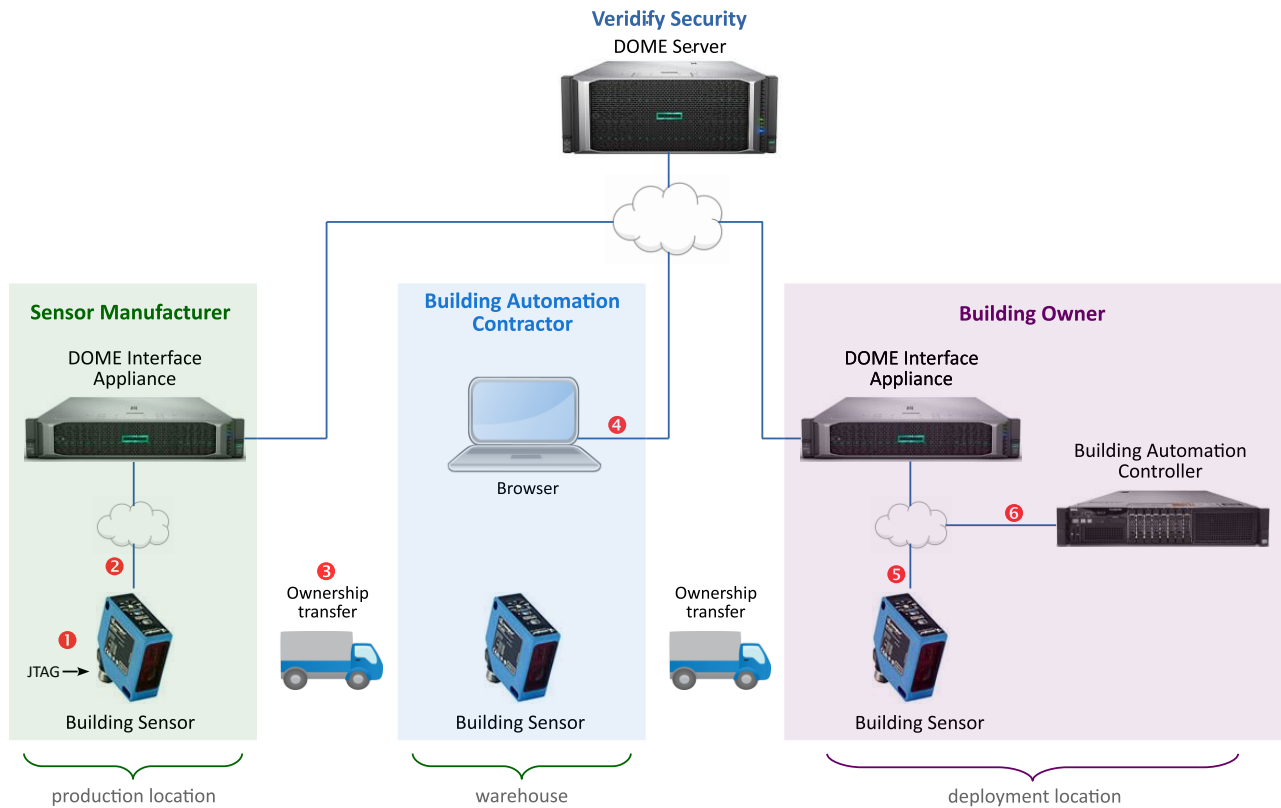 Veridify Security
DOME Server
Sensor Manufacturer
DOME Interface
Appliance
2
1
JTAG
Building Sensor
production location
3
Ownership
transfer
Building Automation
Contractor
4
Browser
Building Sensor
warehouse
Ownership
transfer
Building Owner
DOME Interface
Appliance
Building Automation
Controller
6
5
Building Sensor
deployment location